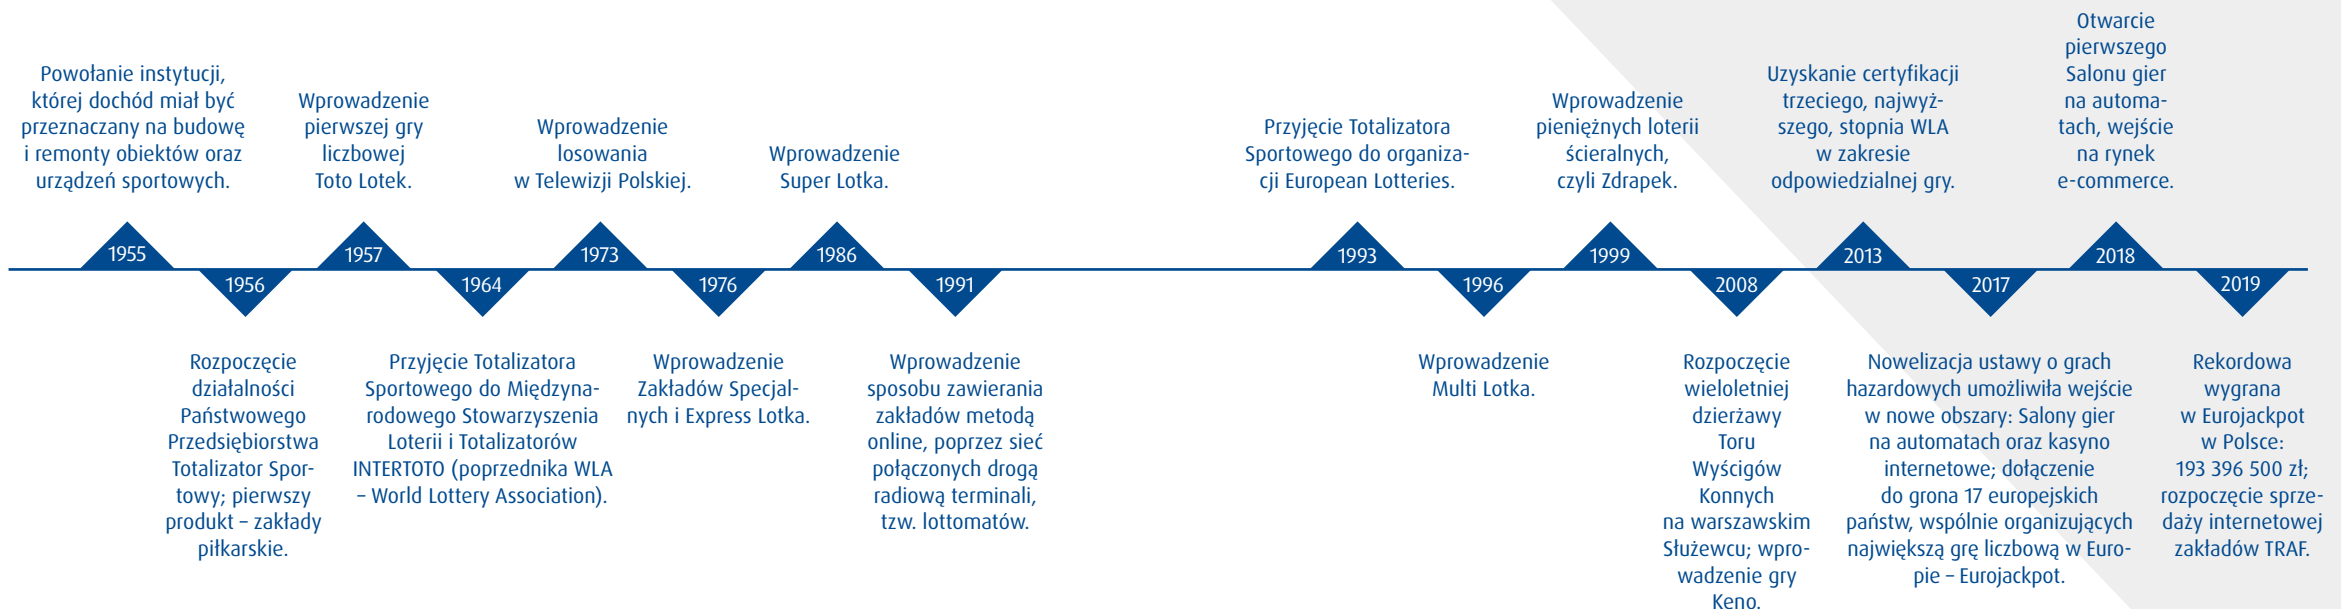 Powołanie instytucji,
której dochód miał być
przeznaczany na budowę
i remonty obiektów oraz
urządzeń sportowych.
1955
1956
Rozpoczęcie
działalności
Państwowego
Przedsiębiorstwa
Totalizator Spor-
towy; pierwszy
produkt – zakłady
piłkarskie.
Wprowadzenie
pierwszej gry
liczbowej
Toto Lotek.
1957
1964
Przyjęcie Totalizatora
Sportowego do Międzyna-
rodowego Stowarzyszenia
Loterii i Totalizatorów
INTERTOTO (poprzednika WLA
– World Lottery Association).
Wprowadzenie
losowania
w Telewizji Polskiej.
1973
1976
Wprowadzenie
Zakładów Specjal-
nych i Express Lotka.
Wprowadzenie
Super Lotka.
1986
1991
Wprowadzenie
sposobu zawierania
zakładów metodą
online, poprzez sieć
połączonych drogą
radiową terminali,
tzw. lottomatów.
Przyjęcie Totalizatora
Sportowego do organiza-
cji European Lotteries.
1993
1996
Wprowadzenie
Multi Lotka.
Wprowadzenie
pieniężnych loterii
ścieralnych,
czyli Zdrapek.
1999
2008
Rozpoczęcie
wieloletniej
dzierżawy
Toru
Wyścigów
Konnych
na warszawskim
Służewcu; wpro-
wadzenie gry
Keno.
Uzyskanie certyfikacji
trzeciego, najwyż-
szego, stopnia WLA
w zakresie
odpowiedzialnej gry.
2013
2017
Nowelizacja ustawy o grach
hazardowych umożliwiła wejście
w nowe obszary: Salony gier
na automatach oraz kasyno
internetowe; dołączenie
do grona 17 europejskich
państw, wspólnie organizujących
największą grę liczbową w Euro-
pie – Eurojackpot.
Otwarcie
pierwszego
Salonu gier
na automa-
tach, wejście
na rynek
e-commerce.
2018
2019
Rekordowa
wygrana
w Eurojackpot
w Polsce:
193 396 500 zł;
rozpoczęcie sprze-
daży internetowej
zakładów TRAF.